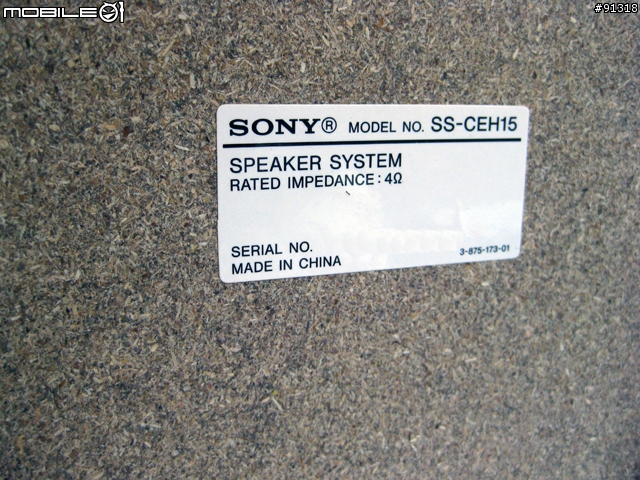 MOBILE01
#91318
SONY® MODEL NO. SS-CEH15
SPEAKER SYSTEM
RATED IMPEDANCE : 4Ω
SERIAL NO.
3-875-173-01
MADE IN CHINA